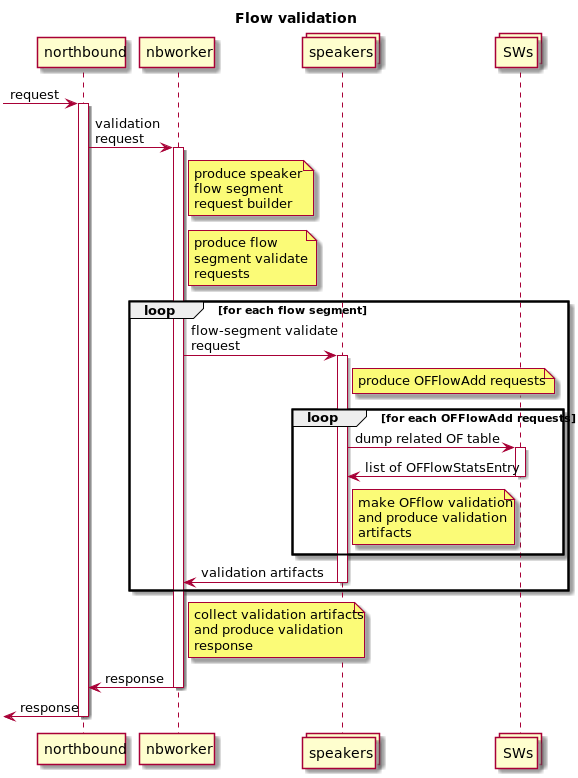 Flow validation
northbound
nbworker
speakers
SWs
request
validation
request
produce speaker
flow segment
request builder
produce flow
segment validate
requests
loop
[for each flow segment]
flow-segment validate
request
produce OFFlowAdd requests
loop
[for each OFFlowAdd requests]
dump related OF table
list of OFFlowStatsEntry
make OFflow validation
and produce validation
artifacts
validation artifacts
collect validation artifacts
and produce validation
response
response
response
northbound
nbworker
speakers
SWs